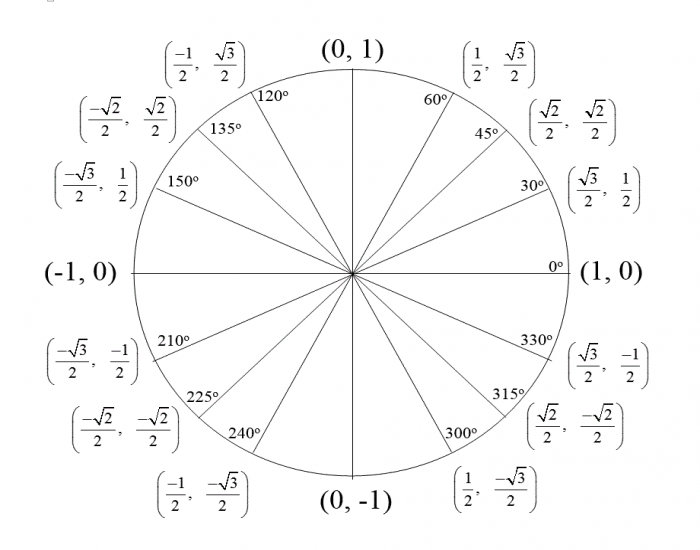 (0, 1)
(-1/2, √3/2) 120° 60° (1/2, √3/2)
(-√2/2, √2/2) 135° 45° (√2/2, √2/2)
(-√3/2, 1/2) 150° 30° (√3/2, 1/2)
(-1, 0) 0° (1, 0)
(-√3/2, -1/2) 210° 330° (√3/2, -1/2)
(-√2/2, -√2/2) 225° 315° (√2/2, -√2/2)
240° 300°
(-1/2, -√3/2) (0, -1) (1/2, -√3/2)